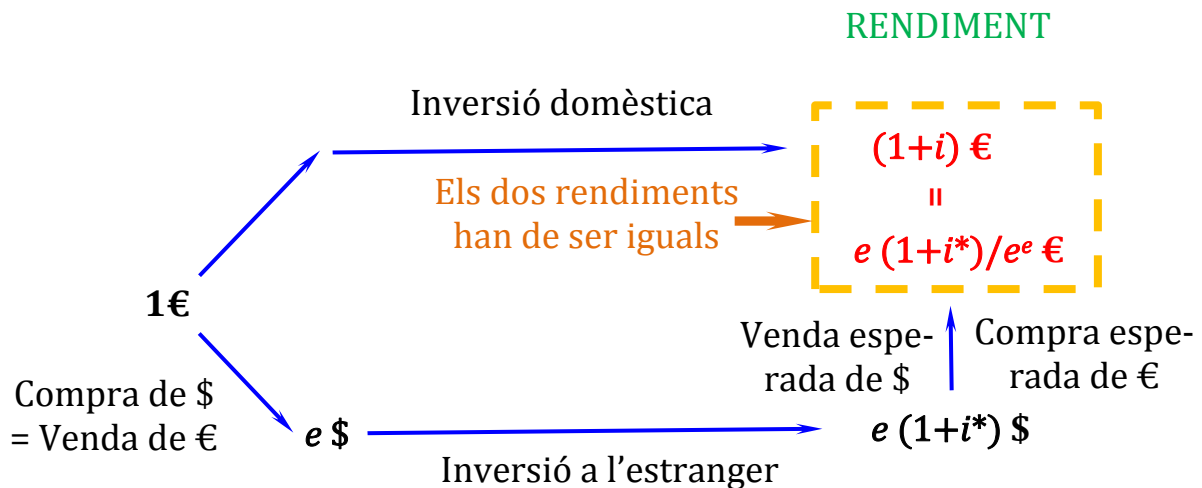 RENDIMENT
Inversió domèstica
(1+i) €
Els dos rendiments
han de ser iguals
=
e (1+i*)/eᵉ €
1€
Venda espe-
rada de $
Compra espe-
rada de €
Compra de $
= Venda de €
e $
e (1+i*) $
Inversió a l’estranger